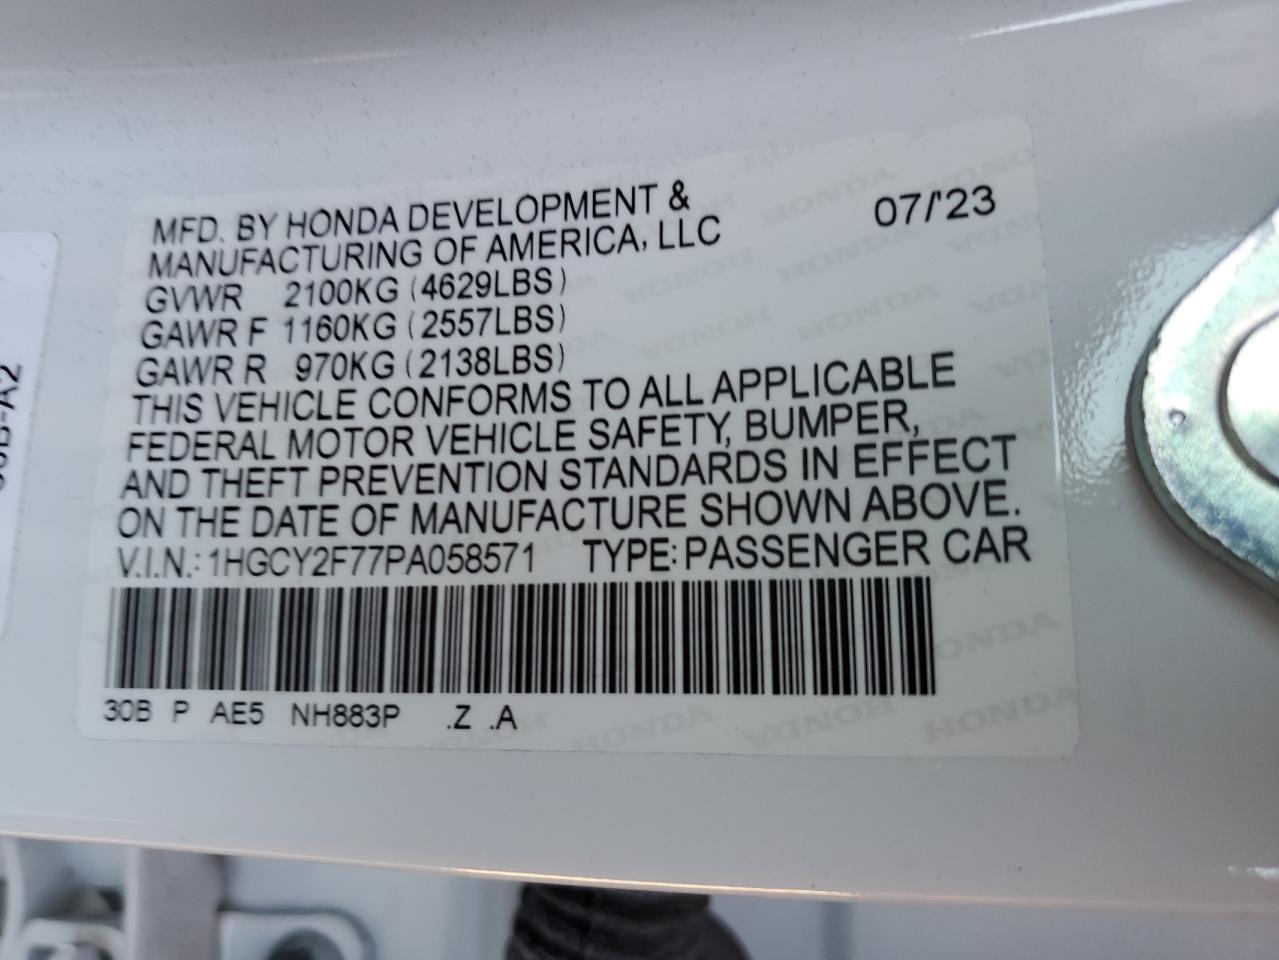 MFD. BY HONDA DEVELOPMENT &
MANUFACTURING OF AMERICA, LLC
07/'23
GVWR 2100KG (4629LBS)
GAWR F 1160KG (2557LBS)
GAWR R 970KG (2138LBS)
THIS VEHICLE CONFORMS TO ALL APPLICABLE
FEDERAL MOTOR VEHICLE SAFETY, BUMPER,
AND THEFT PREVENTION STANDARDS IN EFFECT
ON THE DATE OF MANUFACTURE SHOWN ABOVE.
V.I.N.: 1HGCY2F77PA058571 TYPE: PASSENGER CAR
30B P AE5 NH883P .Z .A